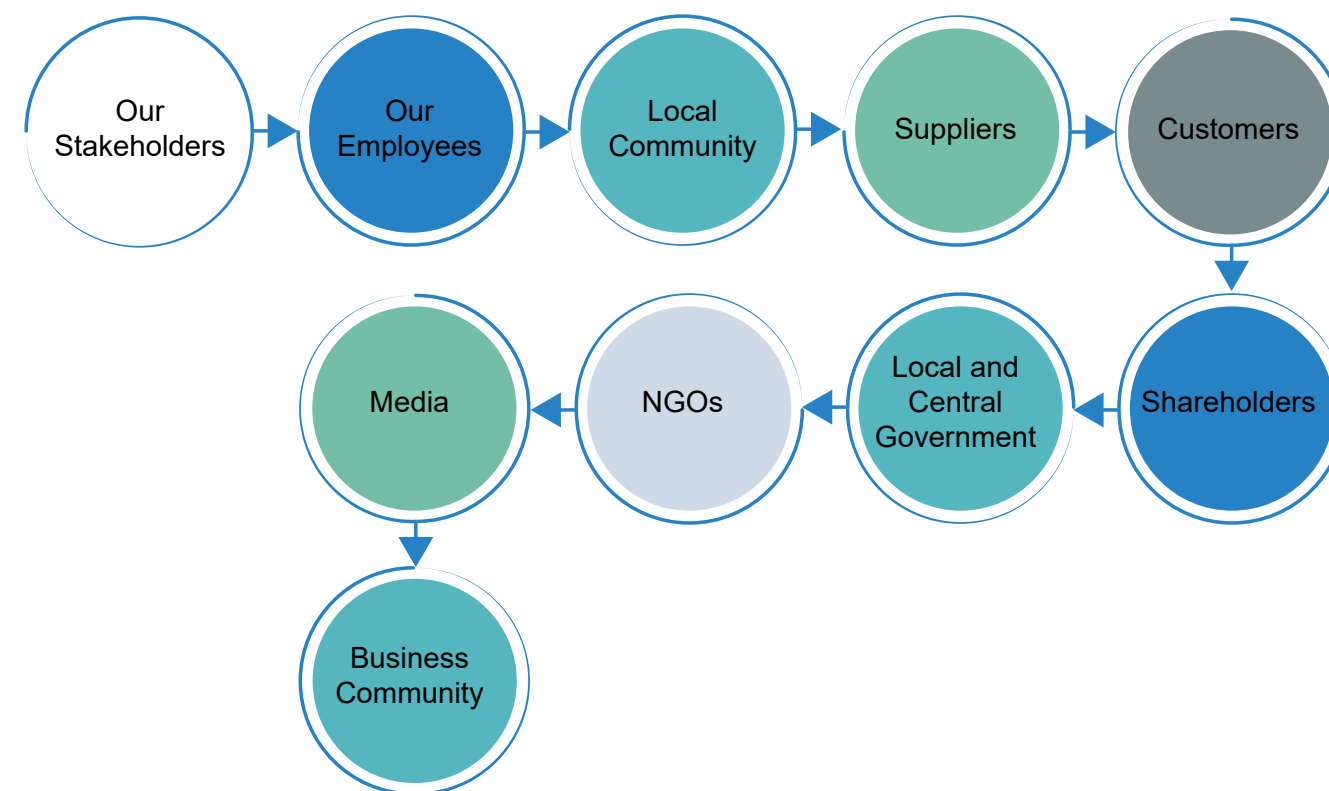 Our
Stakeholders
Our
Employees
Local
Community
Suppliers
Customers
Shareholders
Local and
Central
Government
NGOs
Media
Business
Community